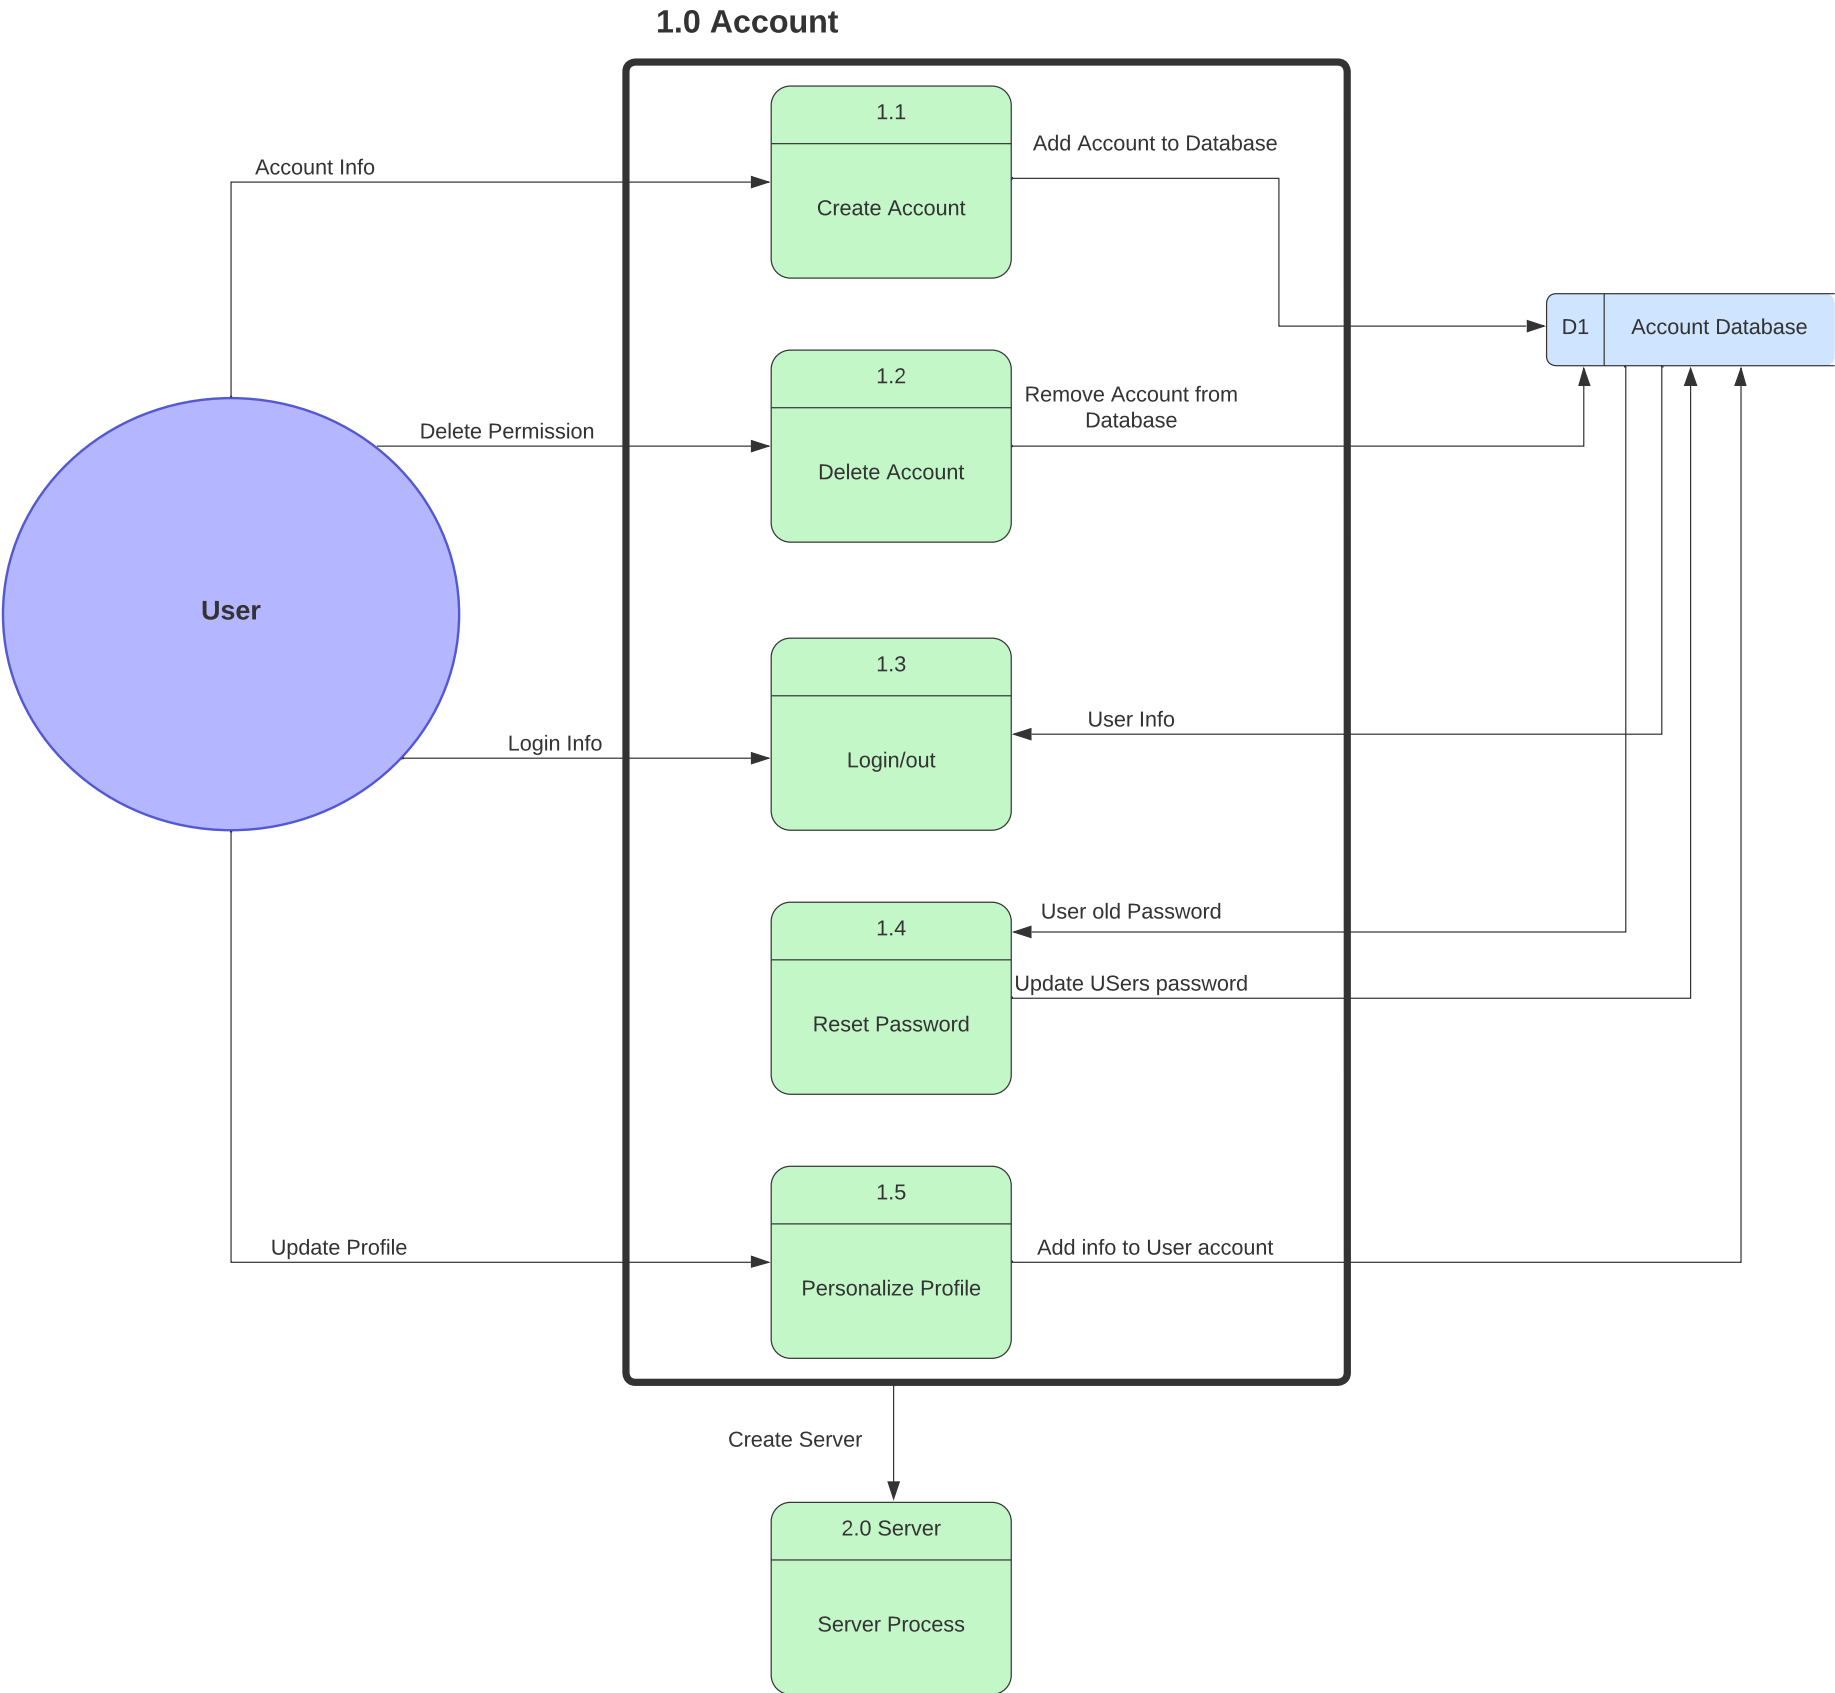 1.0 Account
1.1
Create Account
Account Info
Add Account to Database
D1
Account Database
1.2
Delete Account
Delete Permission
Remove Account from
Database
User
1.3
Login/out
Login Info
User Info
1.4
Reset Password
User old Password
Update USers password
1.5
Personalize Profile
Update Profile
Add info to User account
Create Server
2.0 Server
Server Process